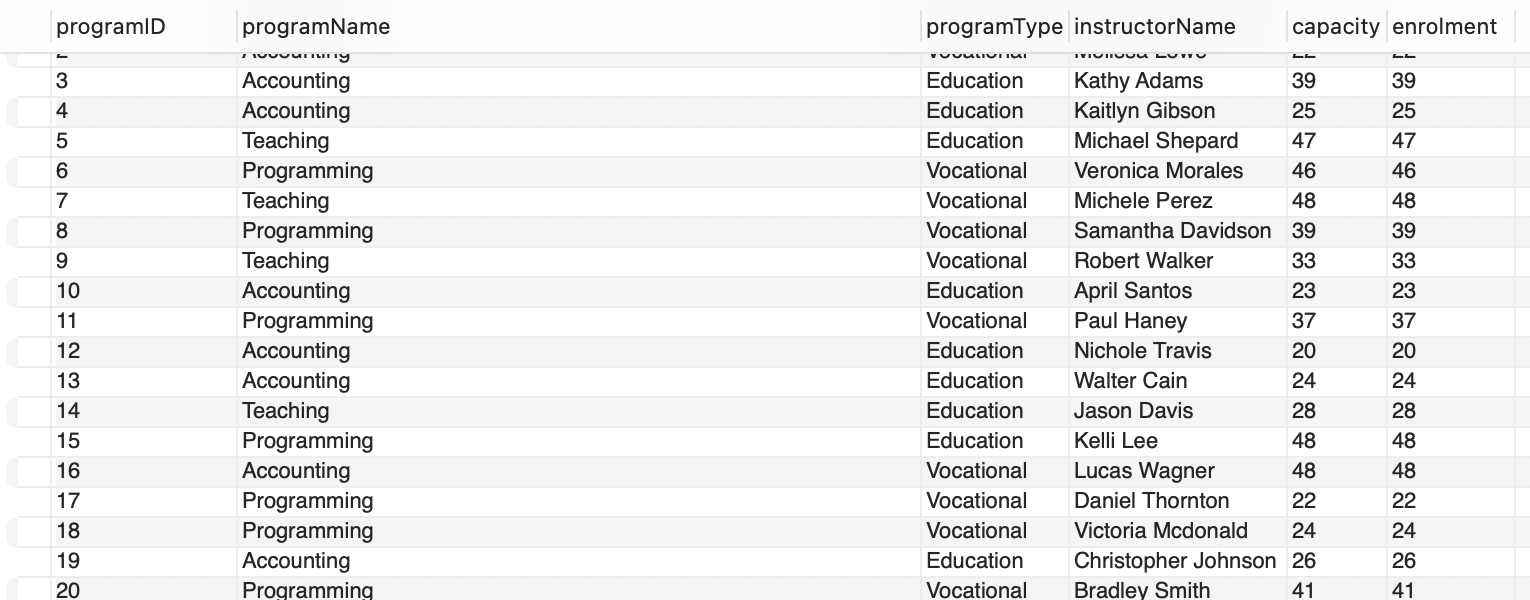 programID programName programType instructorName capacity enrolment
2 Accounting Vocational Melissa Lowe 22 22
3 Accounting Education Kathy Adams 39 39
4 Accounting Education Kaitlyn Gibson 25 25
5 Teaching Education Michael Shepard 47 47
6 Programming Vocational Veronica Morales 46 46
7 Teaching Vocational Michele Perez 48 48
8 Programming Vocational Samantha Davidson 39 39
9 Teaching Vocational Robert Walker 33 33
10 Accounting Education April Santos 23 23
11 Programming Vocational Paul Haney 37 37
12 Accounting Education Nichole Travis 20 20
13 Accounting Education Walter Cain 24 24
14 Teaching Education Jason Davis 28 28
15 Programming Education Kelli Lee 48 48
16 Accounting Vocational Lucas Wagner 48 48
17 Programming Vocational Daniel Thornton 22 22
18 Programming Vocational Victoria Mcdonald 24 24
19 Accounting Education Christopher Johnson 26 26
20 Programming Vocational Bradley Smith 41 41